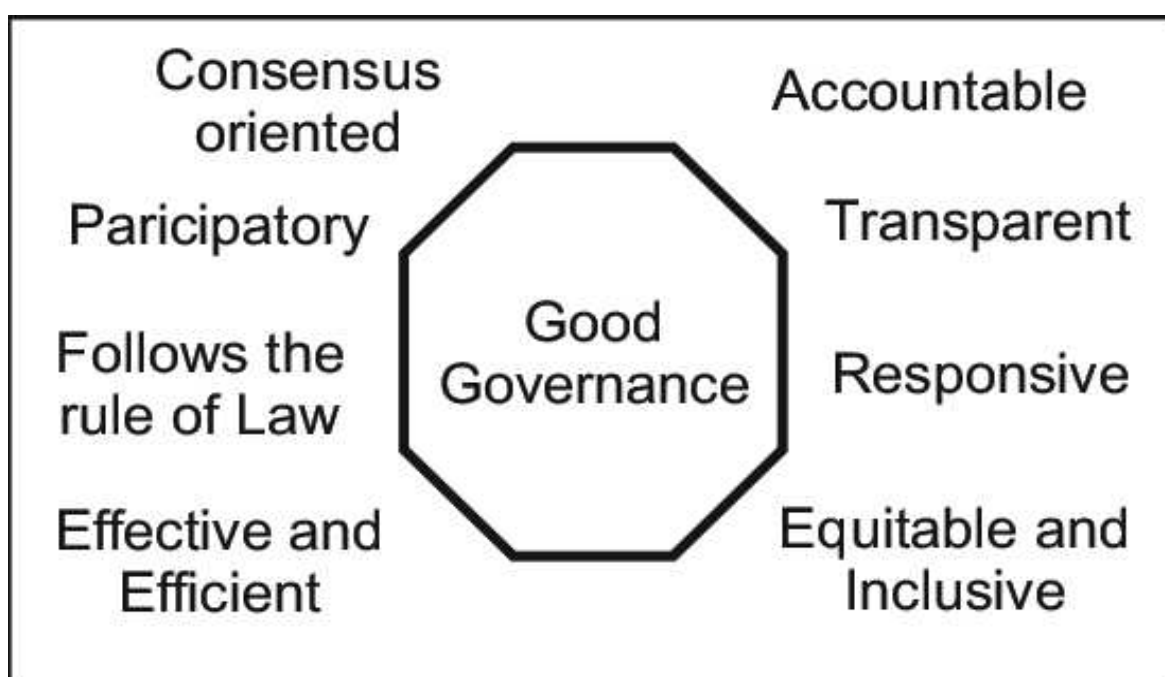 Consensus
oriented
Accountable
Paricipatory
Transparent
Good
Governance
Follows the
rule of Law
Responsive
Effective and
Efficient
Equitable and
Inclusive